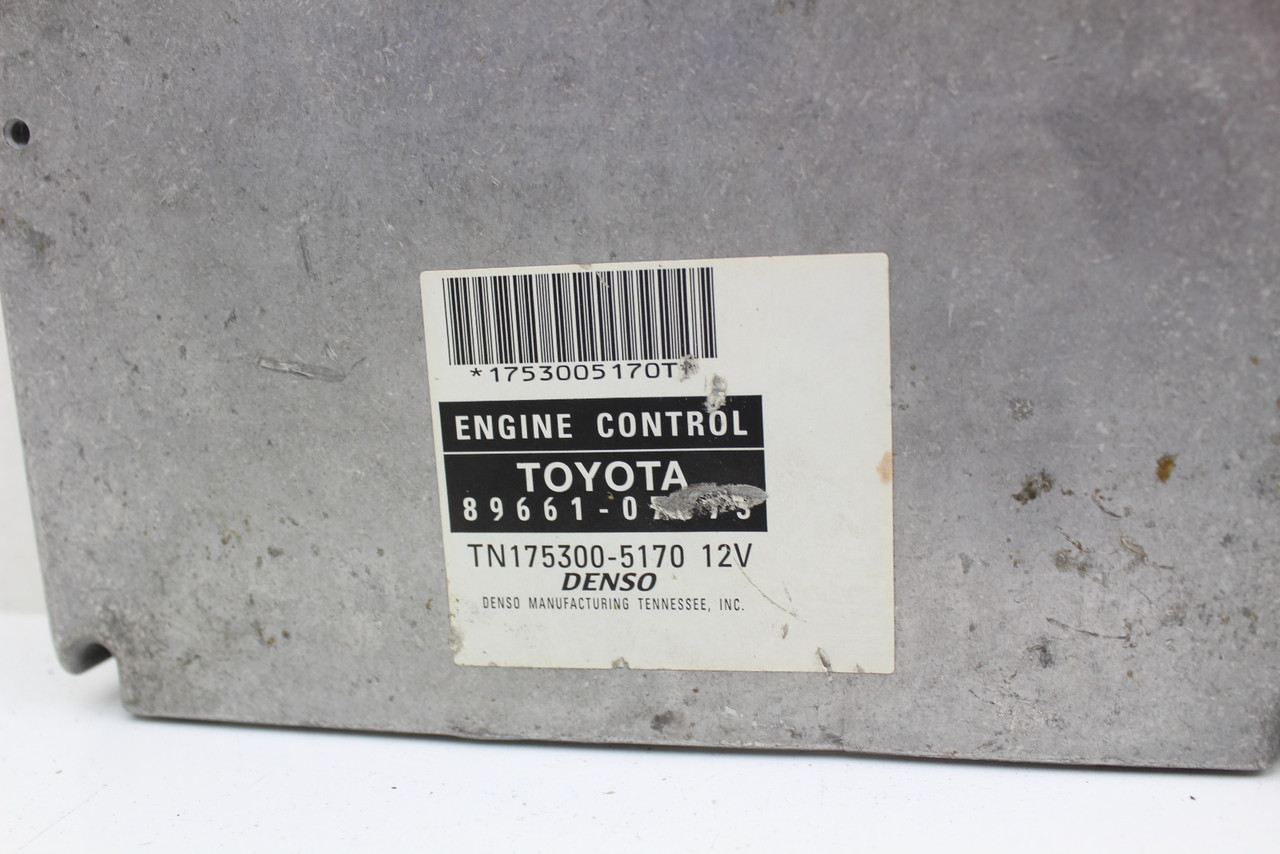 *1753005170T
ENGINE CONTROL
TOYOTA
TN175300-5170 12V
DENSO
DENSO MANUFACTURING TENNESSEE, INC.